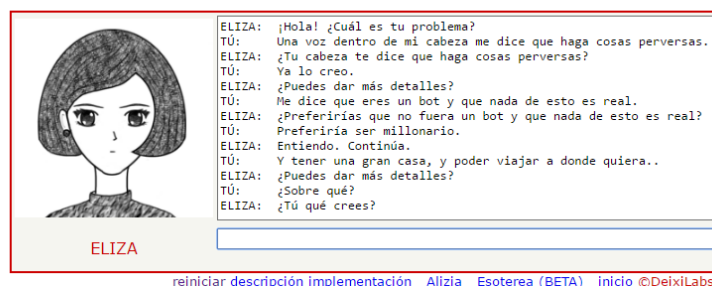 ELIZA: ¡Hola! ¿Cuál es tu problema?
TÚ: Una voz dentro de mi cabeza me dice que haga cosas perversas.
ELIZA: ¿Tu cabeza te dice que haga cosas perversas?
TÚ: Ya lo creo.
ELIZA: ¿Puedes dar más detalles?
TÚ: Me dice que eres un bot y que nada de esto es real.
ELIZA: ¿Preferirías que no fuera un bot y que nada de esto es real?
TÚ: Preferiría ser millonario.
ELIZA: Entiendo. Continúa.
TÚ: Y tener una gran casa, y poder viajar a donde quiera..
ELIZA: ¿Puedes dar más detalles?
TÚ: ¿Sobre qué?
ELIZA: ¿Tú qué crees?
ELIZA
reiniciar descripción implementación Alizia Esoterea (BETA) inicio ©DeixiLabs